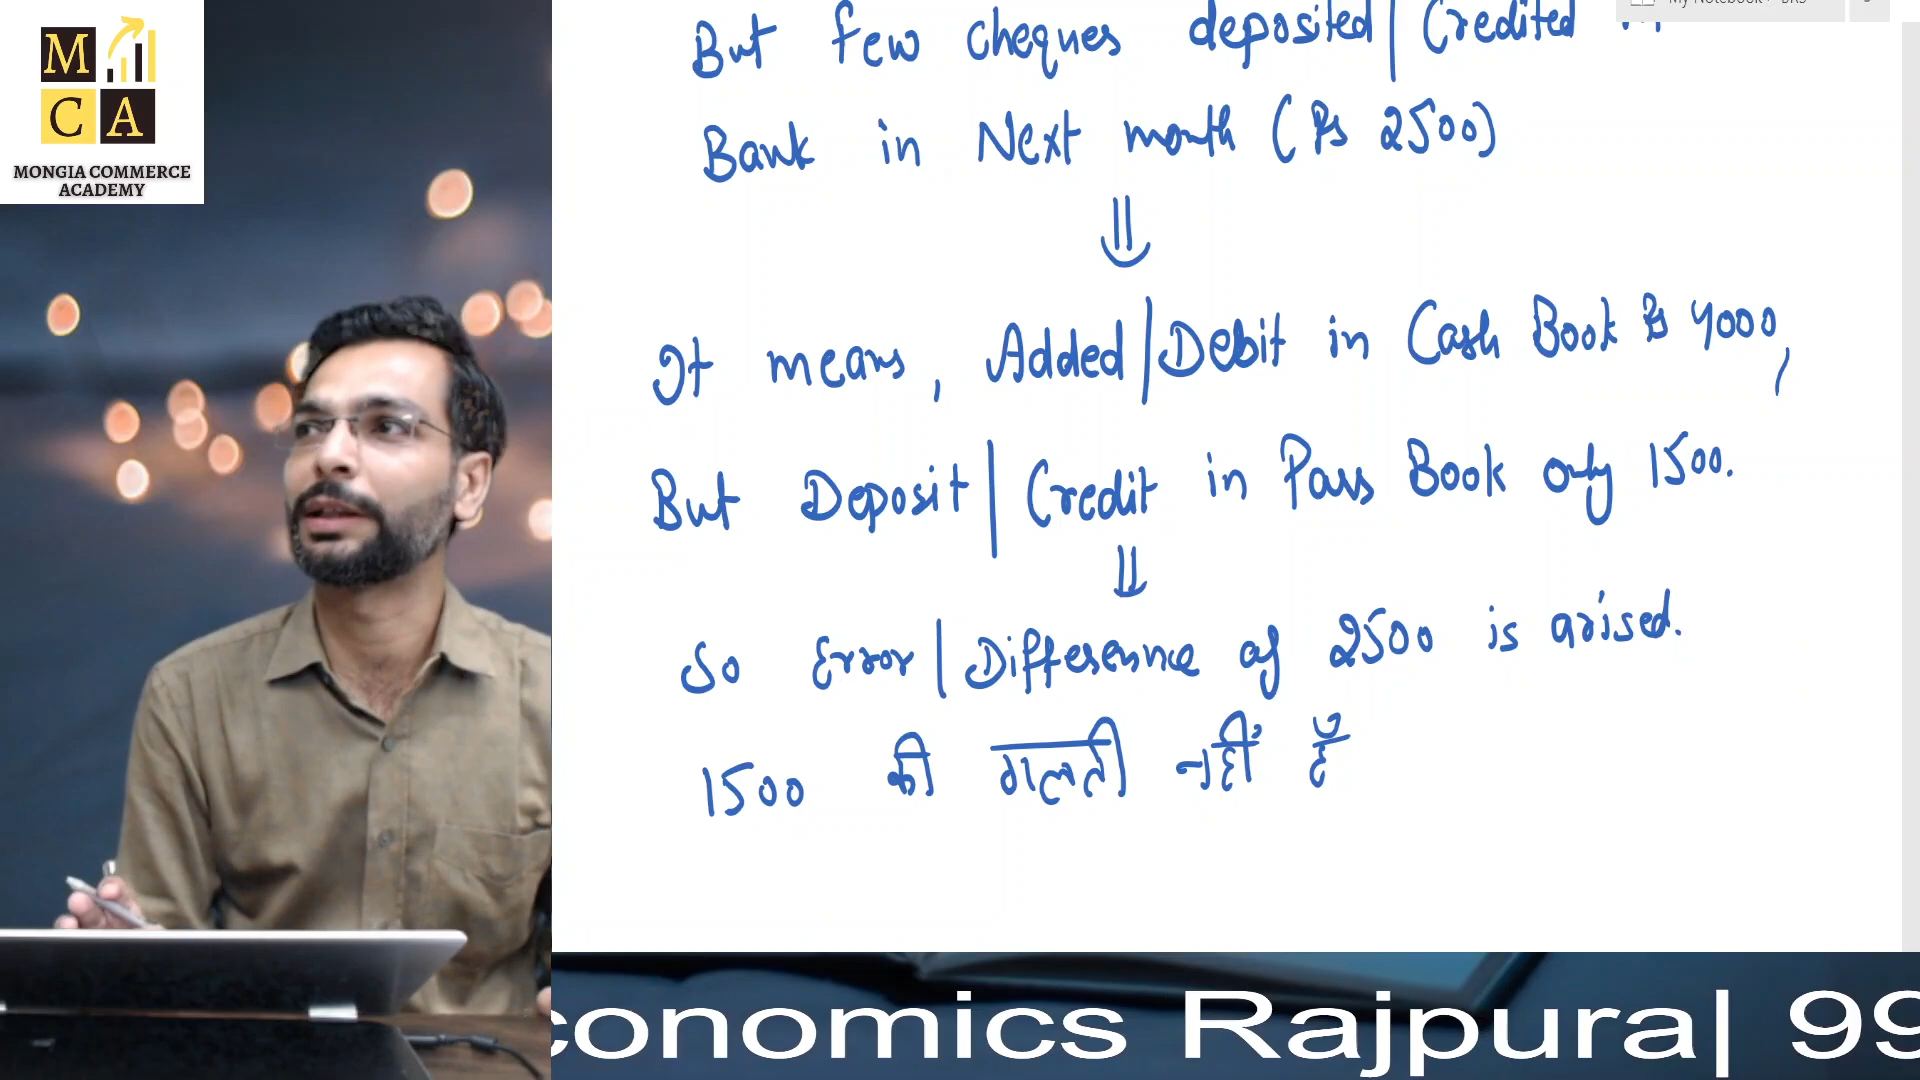 M
C A
MONGIA COMMERCE
ACADEMY
But few cheques deposited | Credited
Bank in Next month (Rs 2500)
It means, Added | Debit in Cash Book Rs 4000,
But Deposit | Credit in Pass Book only 1500.
So Error | Difference of 2500 is arised.
1500 की गलती नहीं है
conomics Rajpura| 99